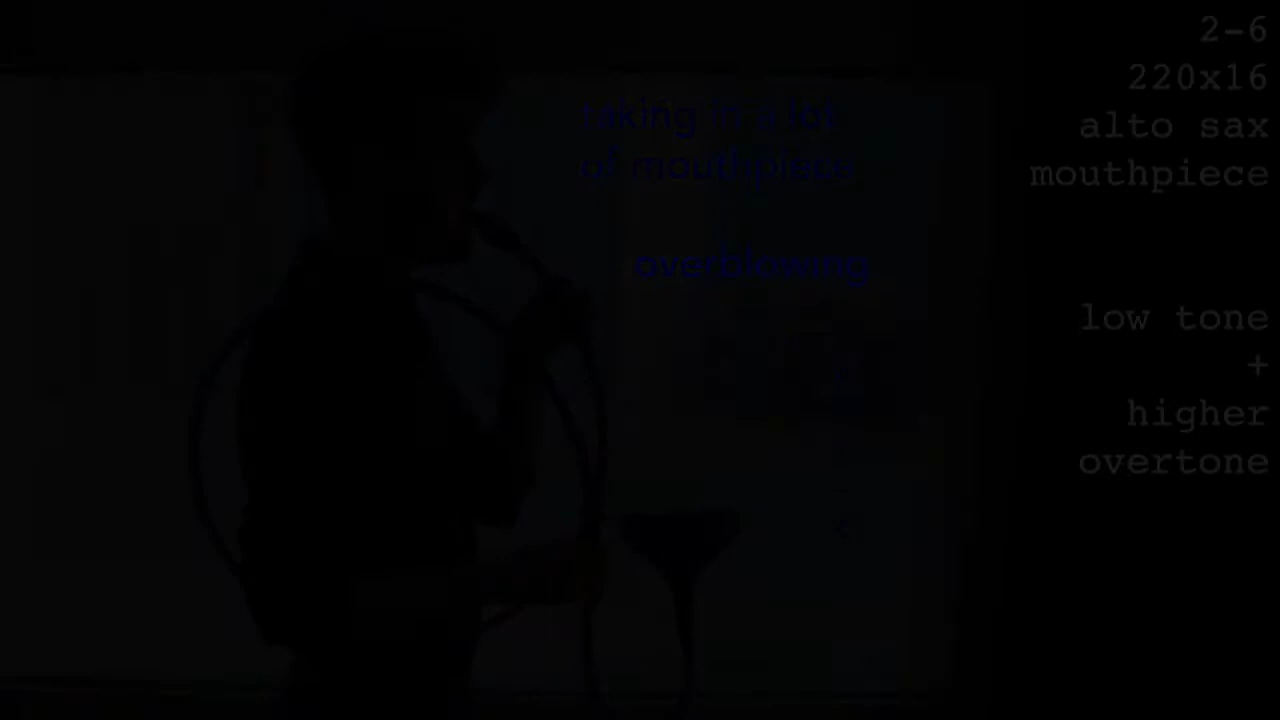 taking in a lot
of mouthpiece
overblowing
2-6
220x16
alto sax
mouthpiece
low tone
+
higher
overtone